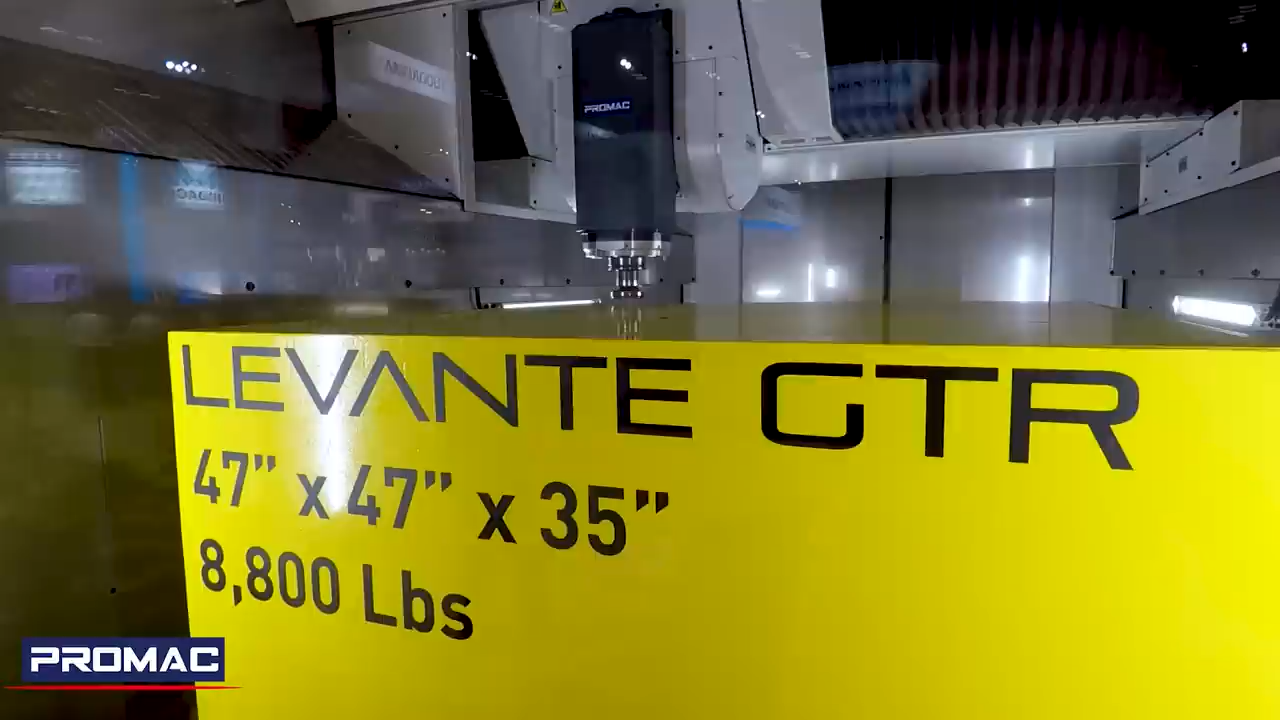 PROMAC
LEVANTE GTR
47” x 47” x 35”
8,800 Lbs
PROMAC